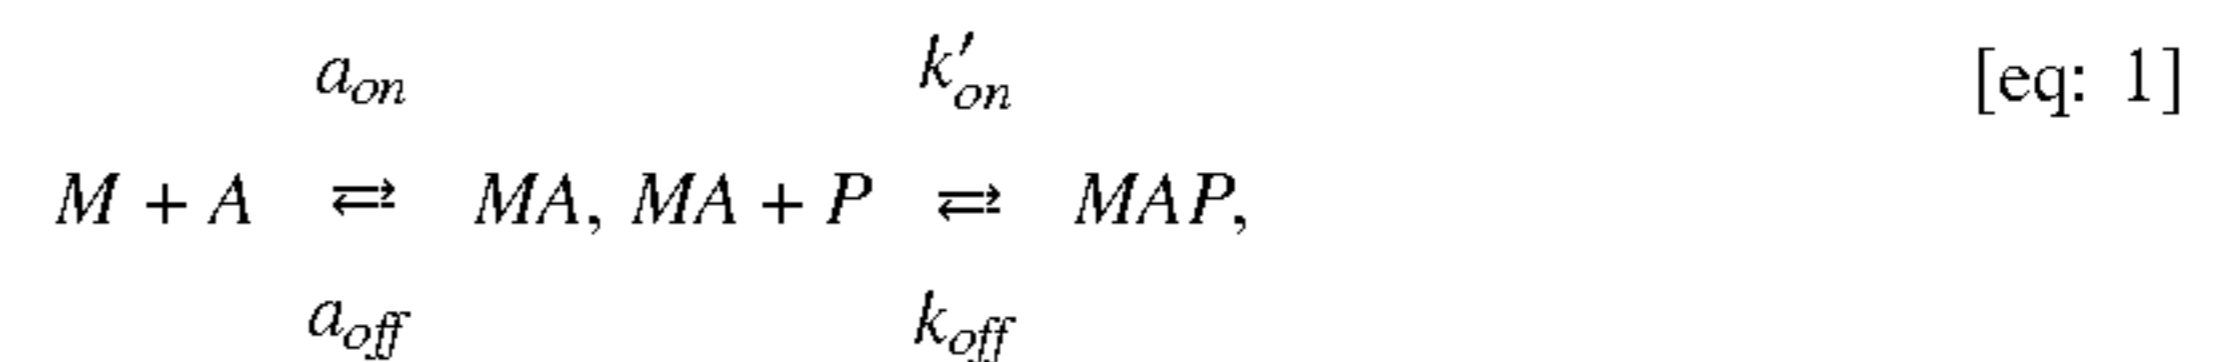 a_on k′_on [eq: 1]
M + A ⇄ MA, MA + P ⇄ MAP,
a_off k_off